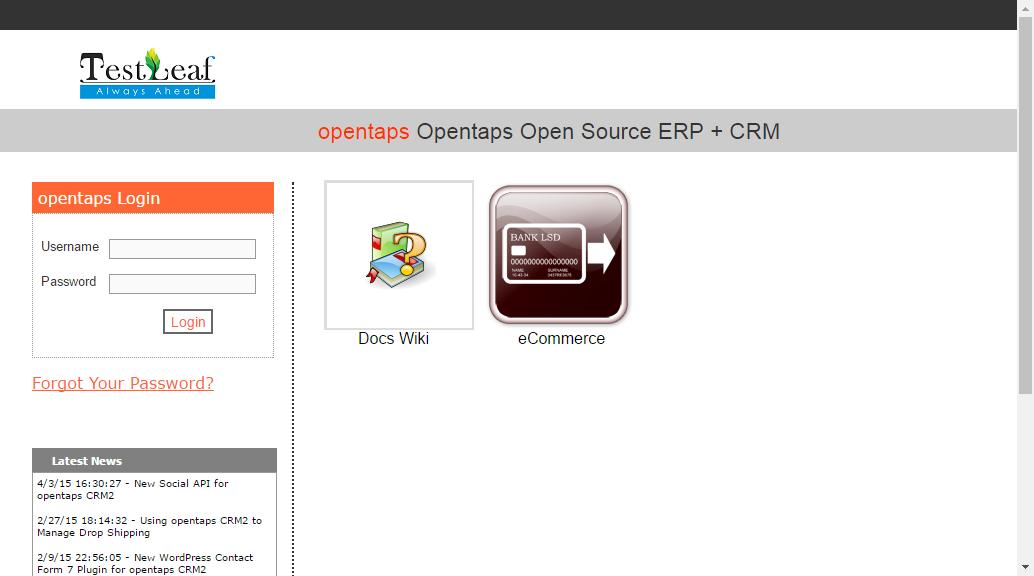 TestLeaf
Always Ahead
opentaps Opentaps Open Source ERP + CRM
opentaps Login
Username
Password
Login
Forgot Your Password?
BANK LSD
0000000000000000
NAME SURNAME
Docs Wiki
eCommerce
Latest News
4/3/15 16:30:27 - New Social API for
opentaps CRM2
2/27/15 18:14:32 - Using opentaps CRM2 to
Manage Drop Shipping
2/9/15 22:56:05 - New WordPress Contact
Form 7 Plugin for opentaps CRM2